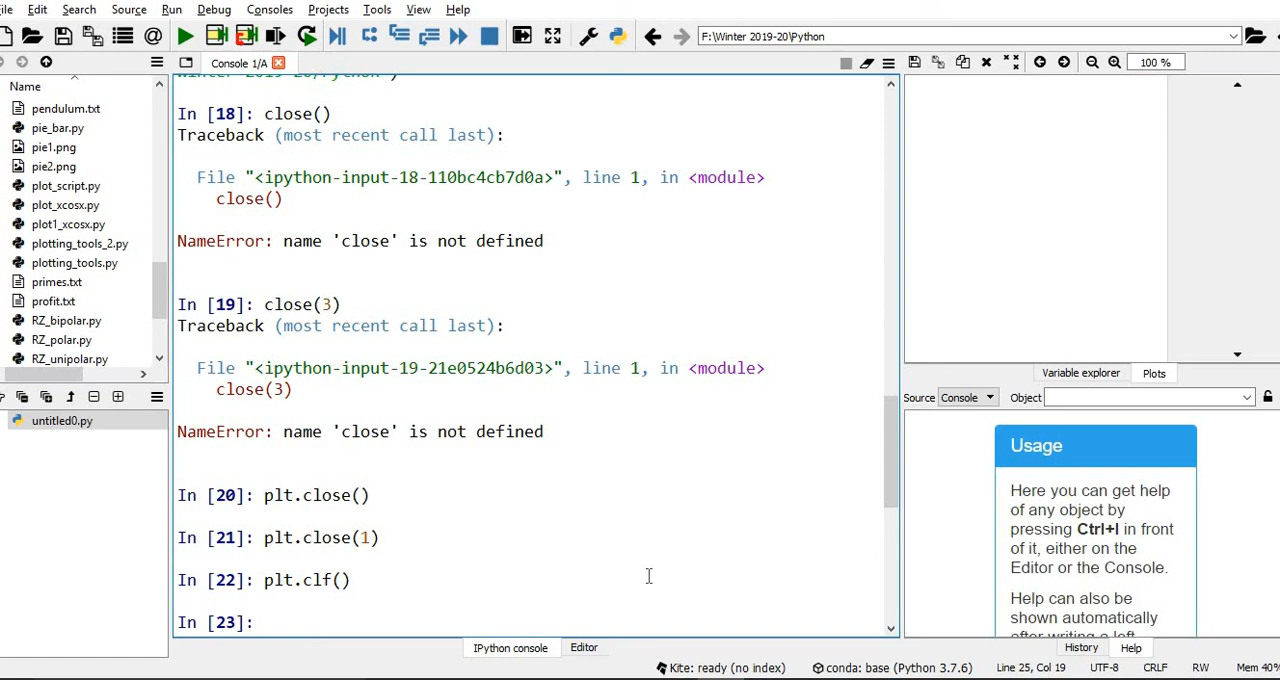 ile Edit Search Source Run Debug Consoles Projects Tools View Help
F:\Winter 2019-20\Python
Console 1/A
100 %
Name
pendulum.txt
pie_bar.py
pie1.png
pie2.png
plot_script.py
plot_xcosx.py
plot1_xcosx.py
plotting_tools_2.py
plotting_tools.py
primes.txt
profit.txt
RZ_bipolar.py
RZ_polar.py
RZ_unipolar.py
untitled0.py
In [18]: close()
Traceback (most recent call last):
File "<ipython-input-18-110bc4cb7d0a>", line 1, in <module>
close()
NameError: name 'close' is not defined
In [19]: close(3)
Traceback (most recent call last):
File "<ipython-input-19-21e0524b6d03>", line 1, in <module>
close(3)
NameError: name 'close' is not defined
In [20]: plt.close()
In [21]: plt.close(1)
In [22]: plt.clf()
In [23]:
IPython console Editor
Variable explorer Plots
Source Console Object
Usage
Here you can get help
of any object by
pressing Ctrl+I in front
of it, either on the
Editor or the Console.
Help can also be
shown automatically
after writing a left
History Help
Kite: ready (no index) conda: base (Python 3.7.6) Line 25, Col 19 UTF-8 CRLF RW Mem 40%